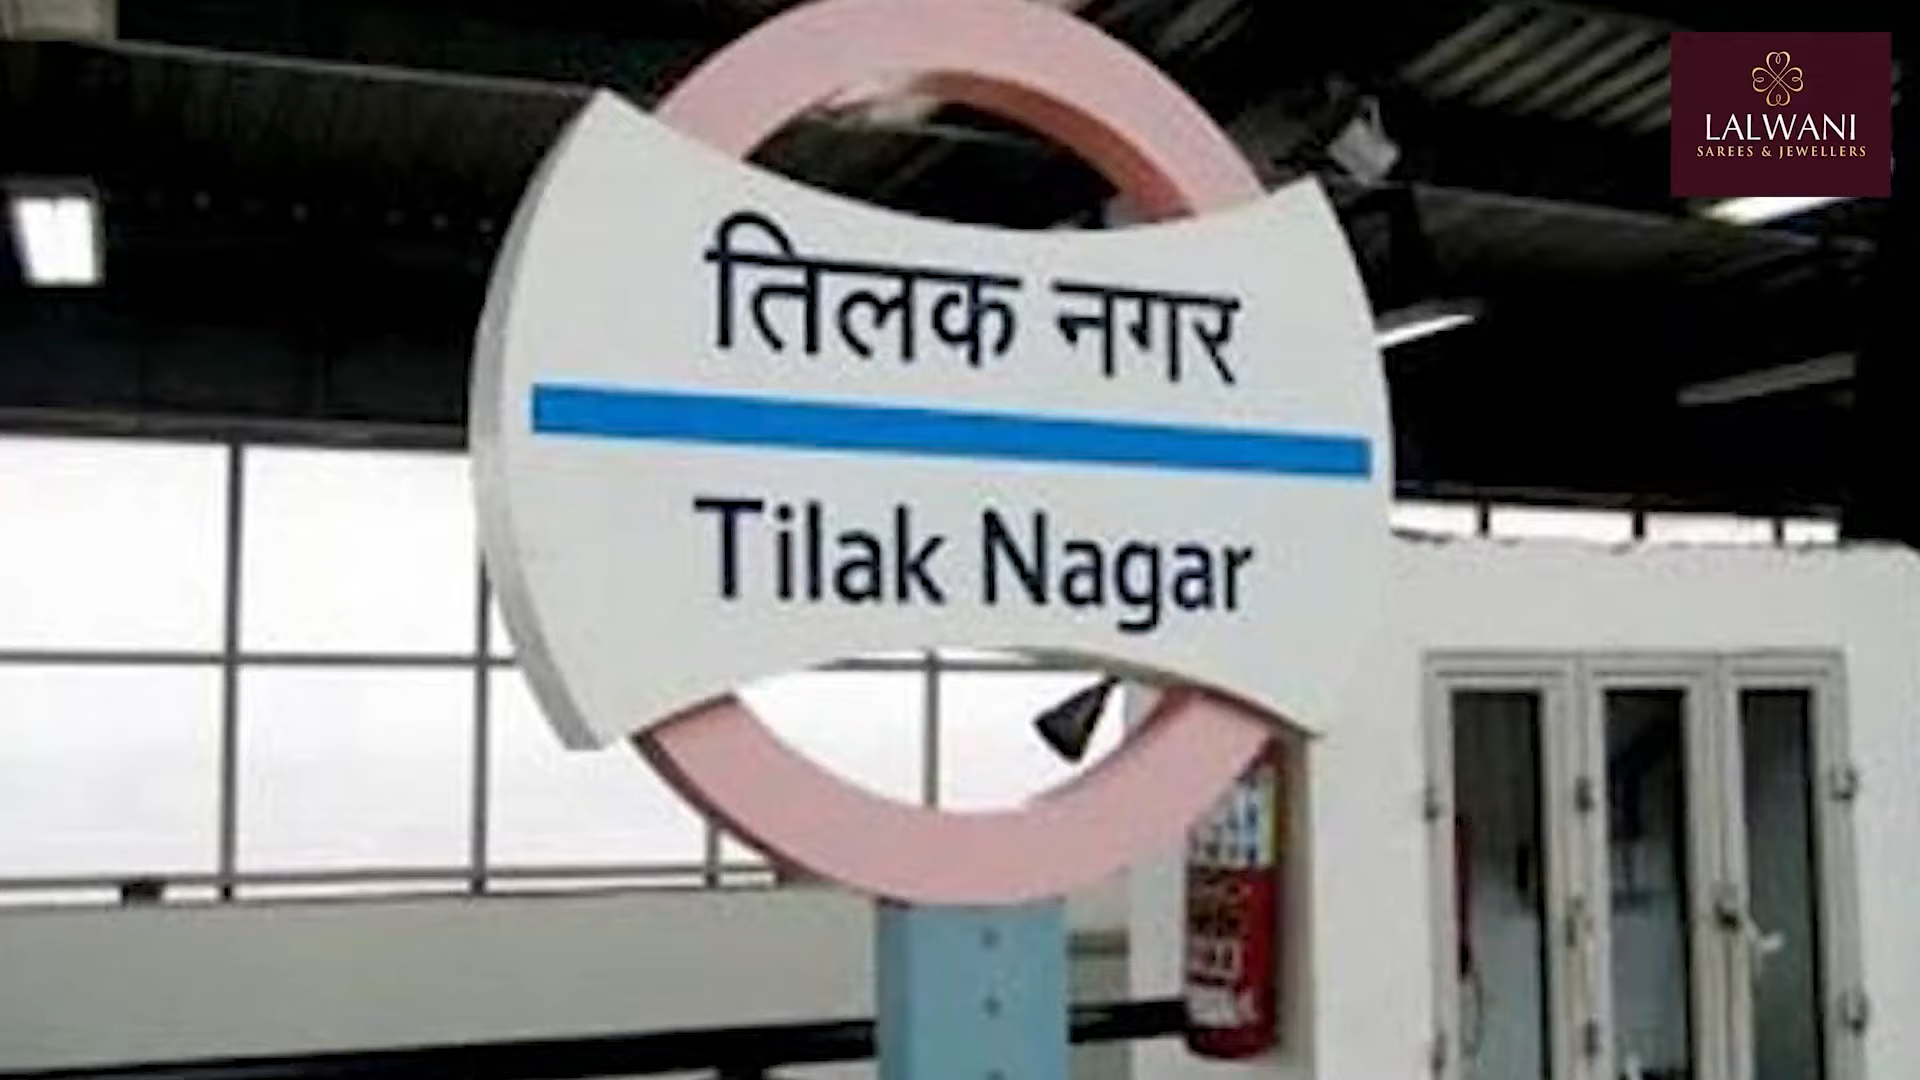 तिलक नगर
Tilak Nagar
LALWANI
SAREES & JEWELLERS